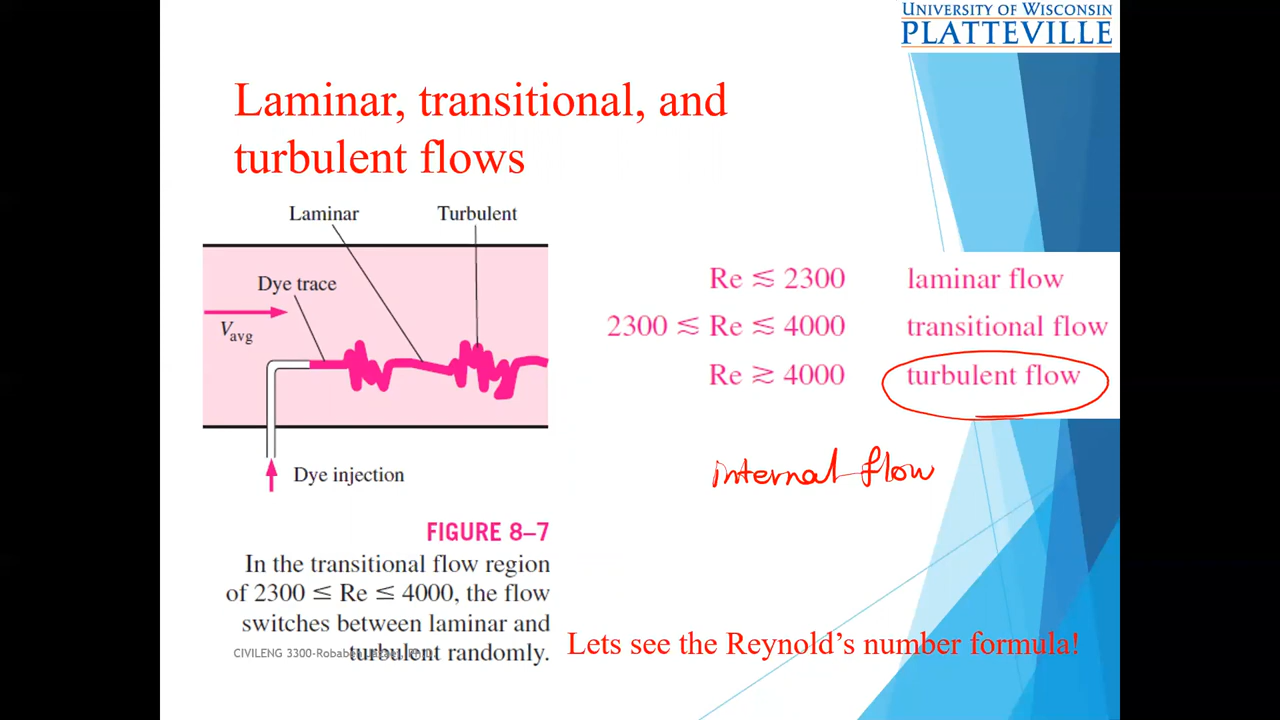 UNIVERSITY OF WISCONSIN
PLATTEVILLE
Laminar, transitional, and
turbulent flows
Laminar
Turbulent
Dye trace
Vavg
Dye injection
Re ≲ 2300 laminar flow
2300 ≲ Re ≲ 4000 transitional flow
Re ≳ 4000 turbulent flow
internal flow
FIGURE 8–7
In the transitional flow region
of 2300 ≤ Re ≤ 4000, the flow
switches between laminar and
turbulent randomly.
CIVILENG 3300-Robabeh
Lets see the Reynold’s number formula!